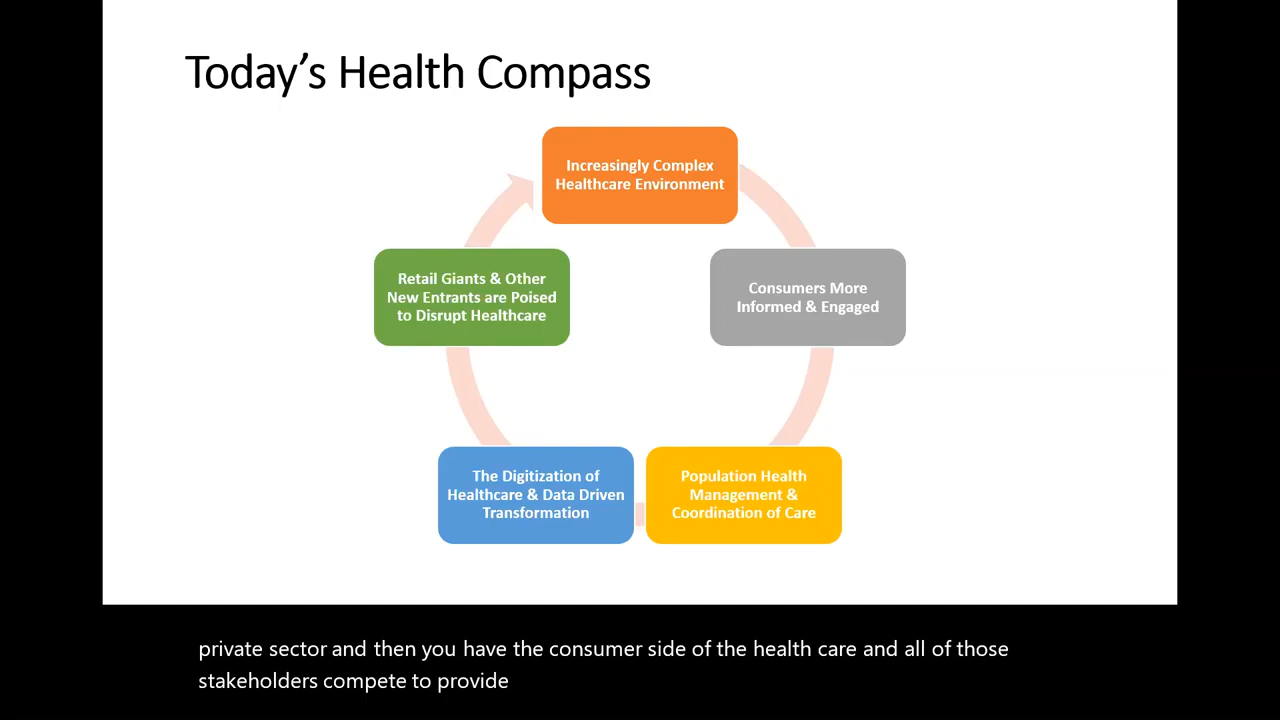 Today’s Health Compass
Increasingly Complex
Healthcare Environment
Retail Giants & Other
New Entrants are Poised
to Disrupt Healthcare
Consumers More
Informed & Engaged
The Digitization of
Healthcare & Data Driven
Transformation
Population Health
Management &
Coordination of Care
private sector and then you have the consumer side of the health care and all of those
stakeholders compete to provide